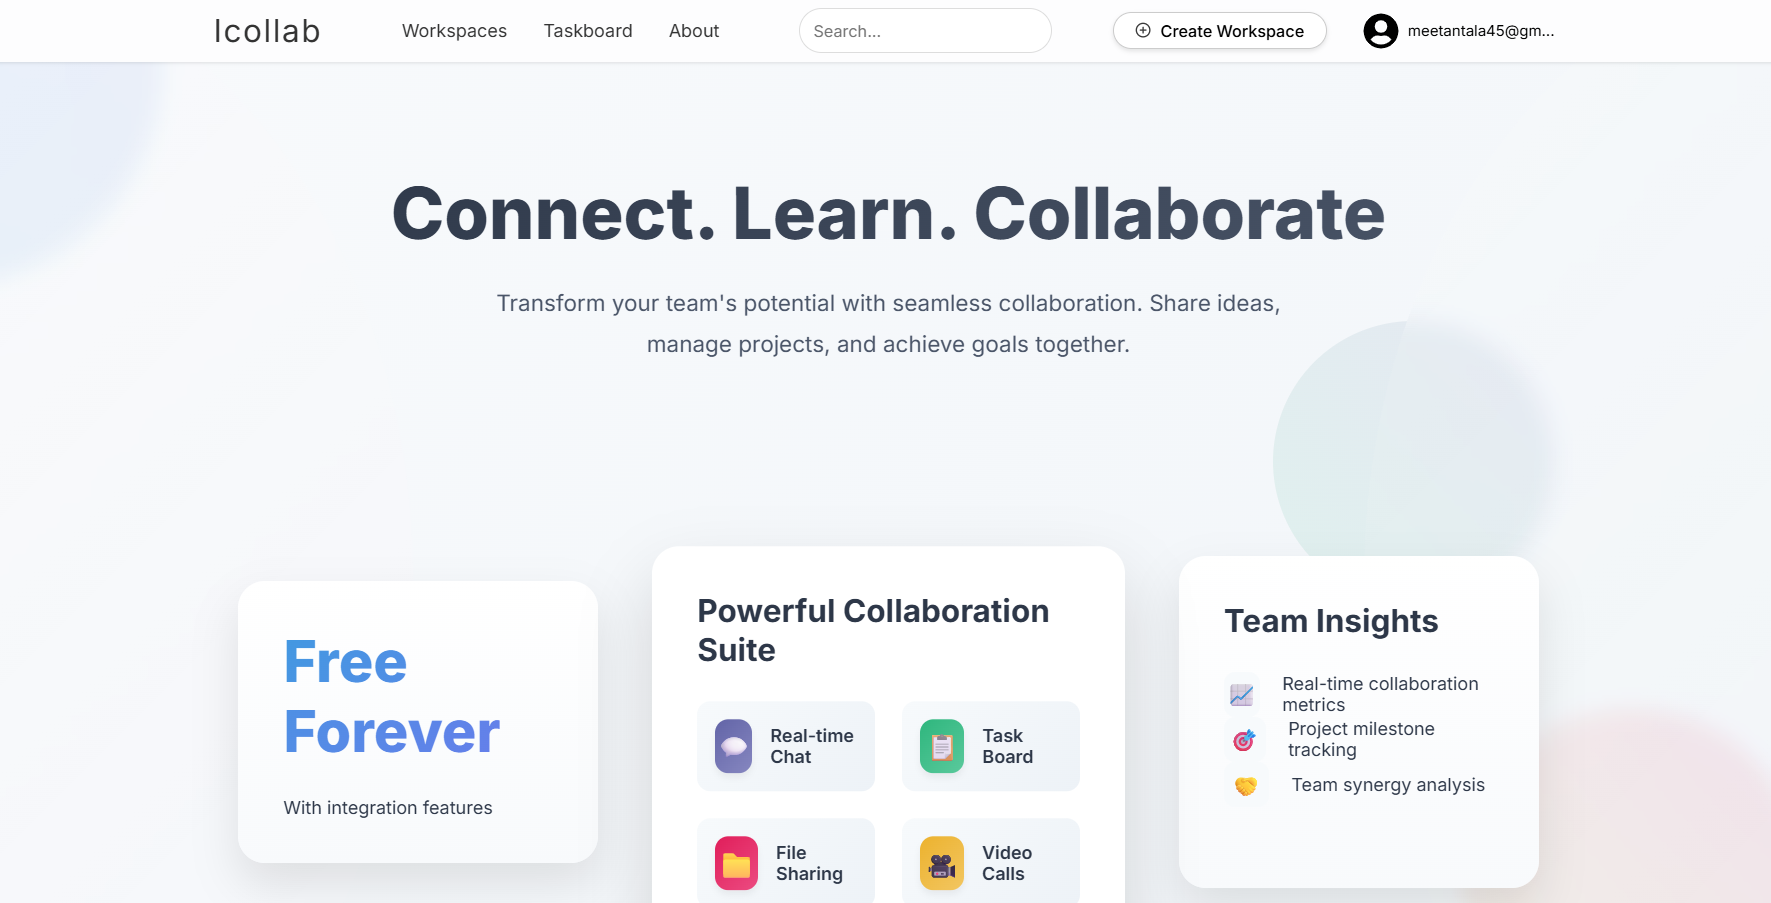 Icollab
Workspaces
Taskboard
About
Search...
Create Workspace
meetantala45@gm...
Connect. Learn. Collaborate
Transform your team's potential with seamless collaboration. Share ideas,
manage projects, and achieve goals together.
Free
Forever
With integration features
Powerful Collaboration
Suite
Real-time
Chat
Task
Board
File
Sharing
Video
Calls
Team Insights
Real-time collaboration
metrics
Project milestone
tracking
Team synergy analysis